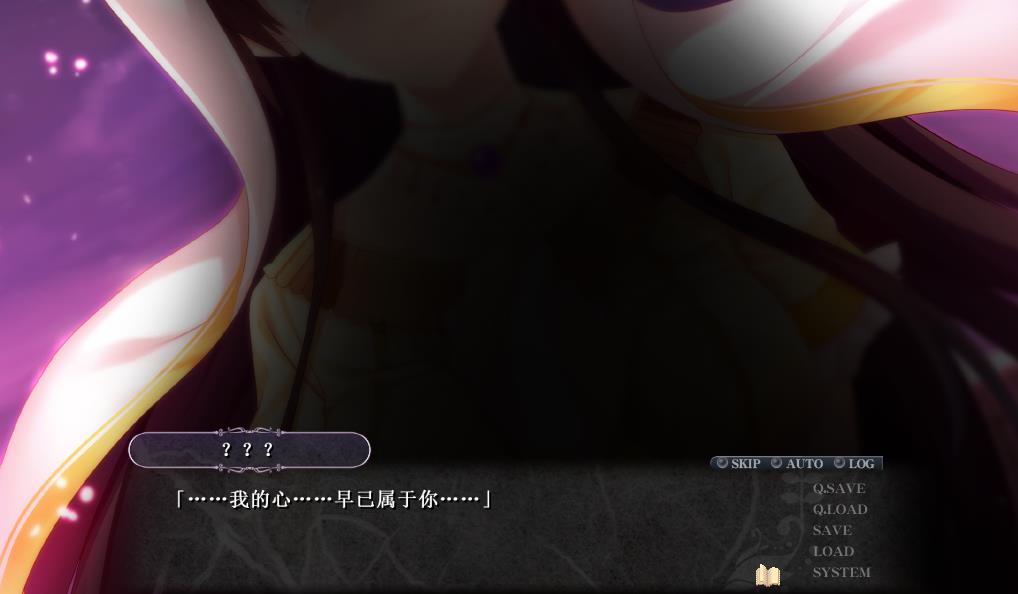 ？？？
「……我的心……早已属于你……」
SKIP AUTO LOG
Q.SAVE
Q.LOAD
SAVE
LOAD
SYSTEM